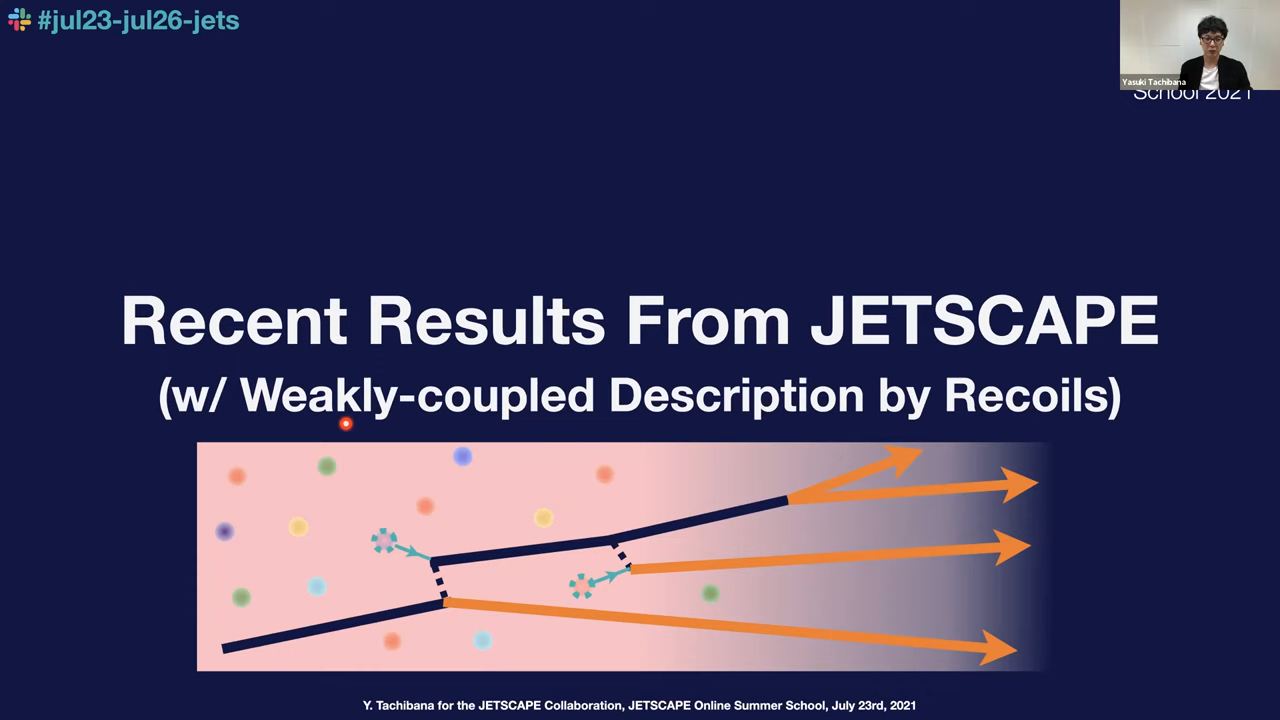 #jul23-jul26-jets
Yasuki Tachibana
School 2021
Recent Results From JETSCAPE
(w/ Weakly-coupled Description by Recoils)
Y. Tachibana for the JETSCAPE Collaboration, JETSCAPE Online Summer School, July 23rd, 2021